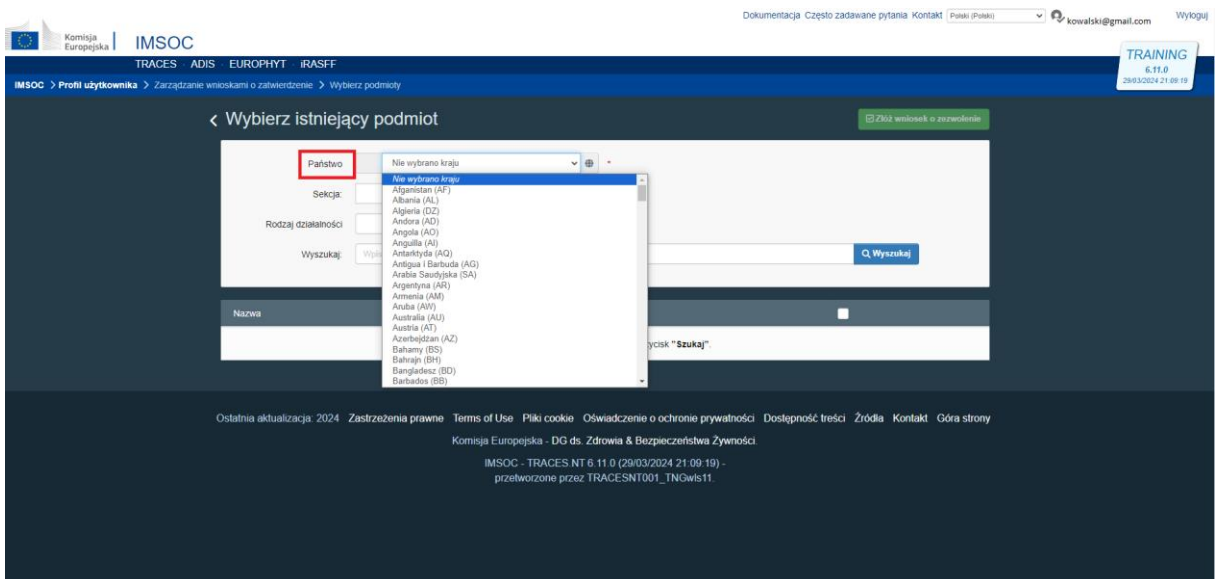 Dokumentacja Często zadawane pytania Kontakt Polski (Polski) kowalski@gmail.com Wyloguj
Komisja
Europejska
IMSOC
TRACES ADIS EUROPHYT iRASFF
TRAINING
6.11.0
29/03/2024 21:09:19
IMSOC > Profil użytkownika > Zarządzanie wnioskami o zatwierdzenie > Wybierz podmioty
Wybierz istniejący podmiot
Złóż wniosek o zezwolenie
Państwo Nie wybrano kraju *
Nie wybrano kraju
Afganistan (AF)
Sekcja:
Albania (AL)
Algieria (DZ)
Andora (AD)
Rodzaj działalności
Angola (AO)
Anguilla (AI)
Wyszukaj: Antarktyda (AQ) Wyszukaj
Antigua i Barbuda (AG)
Arabia Saudyjska (SA)
Argentyna (AR)
Armenia (AM)
Aruba (AW)
Nazwa
Australia (AU)
Austria (AT)
Azerbejdżan (AZ)
Bahamy (BS)
"Szukaj".
Bahrajn (BH)
Bangladesz (BD)
Barbados (BB)
Ostatnia aktualizacja: 2024 Zastrzeżenia prawne Terms of Use Pliki cookie Oświadczenie o ochronie prywatności Dostępność treści Źródła Kontakt Góra strony
Komisja Europejska - DG ds. Zdrowia & Bezpieczeństwa Żywności.
IMSOC - TRACES.NT 6.11.0 (29/03/2024 21:09:19) -
przetworzone przez TRACESNT001_TNGwls11.